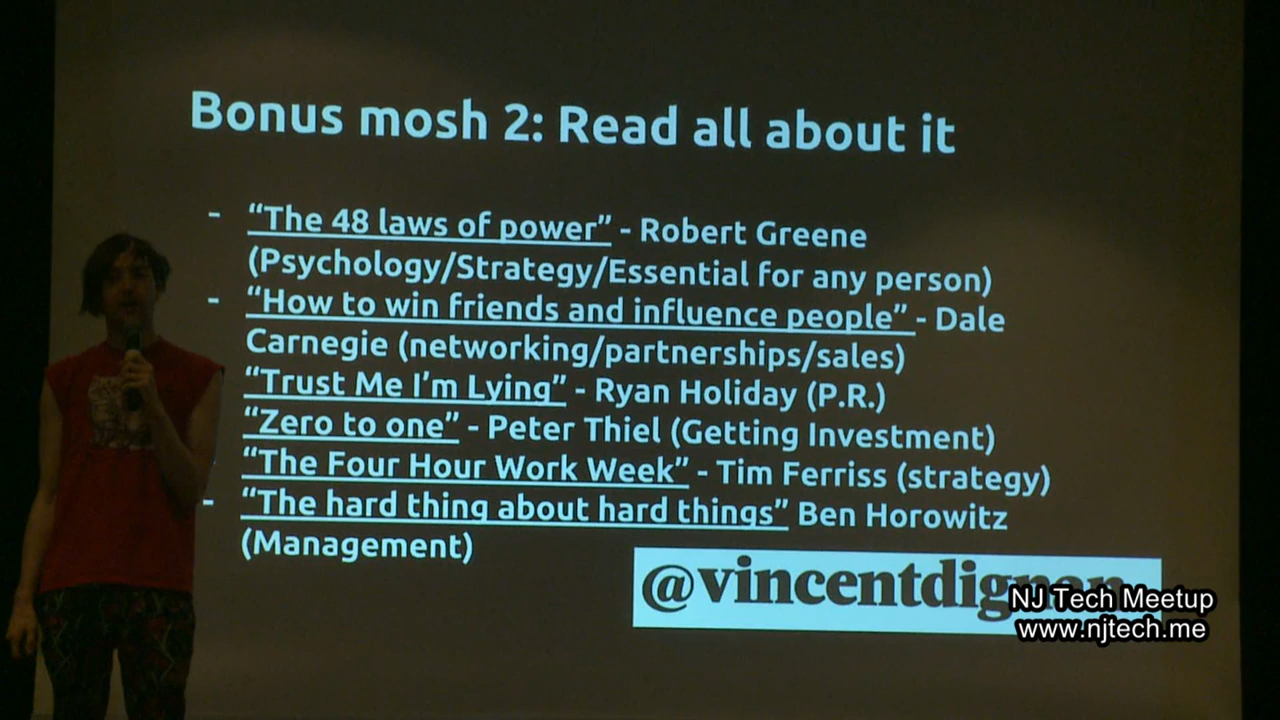 Bonus mosh 2: Read all about it
- “The 48 laws of power” - Robert Greene
(Psychology/Strategy/Essential for any person)
- “How to win friends and influence people” - Dale
Carnegie (networking/partnerships/sales)
“Trust Me I’m Lying” - Ryan Holiday (P.R.)
“Zero to one” - Peter Thiel (Getting Investment)
“The Four Hour Work Week” - Tim Ferriss (strategy)
- “The hard thing about hard things” Ben Horowitz
(Management)
NJ Tech Meetup
www.njtech.me